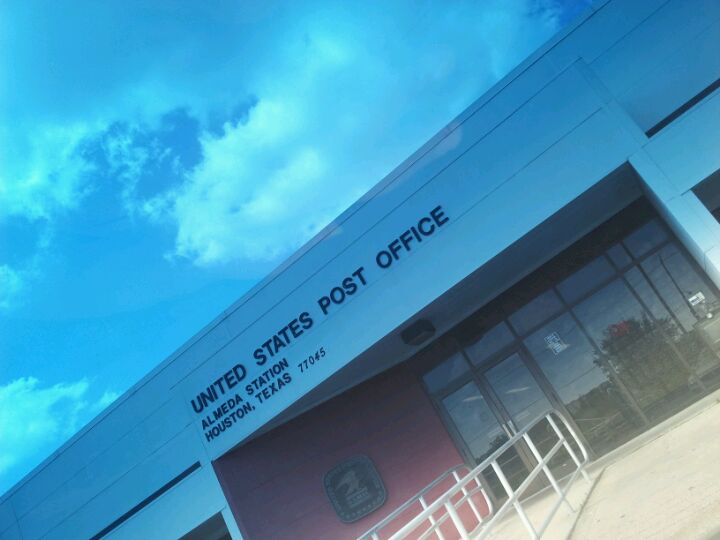 UNITED STATES POST OFFICE
ALMEDA STATION
HOUSTON, TEXAS 77045